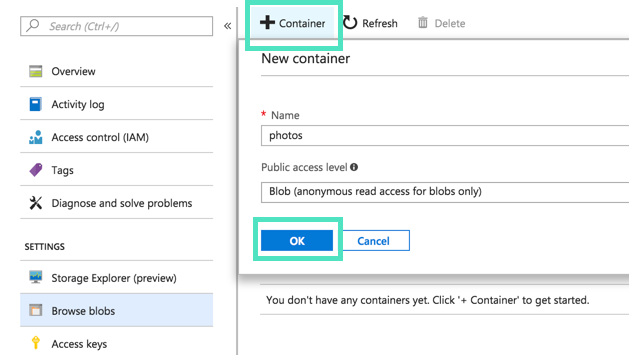 Search (Ctrl+/)
«
+ Container
Refresh
Delete
New container
* Name
photos
Public access level
Blob (anonymous read access for blobs only)
OK
Cancel
You don't have any containers yet. Click '+ Container' to get started.
Overview
Activity log
Access control (IAM)
Tags
Diagnose and solve problems
SETTINGS
Storage Explorer (preview)
Browse blobs
Access keys